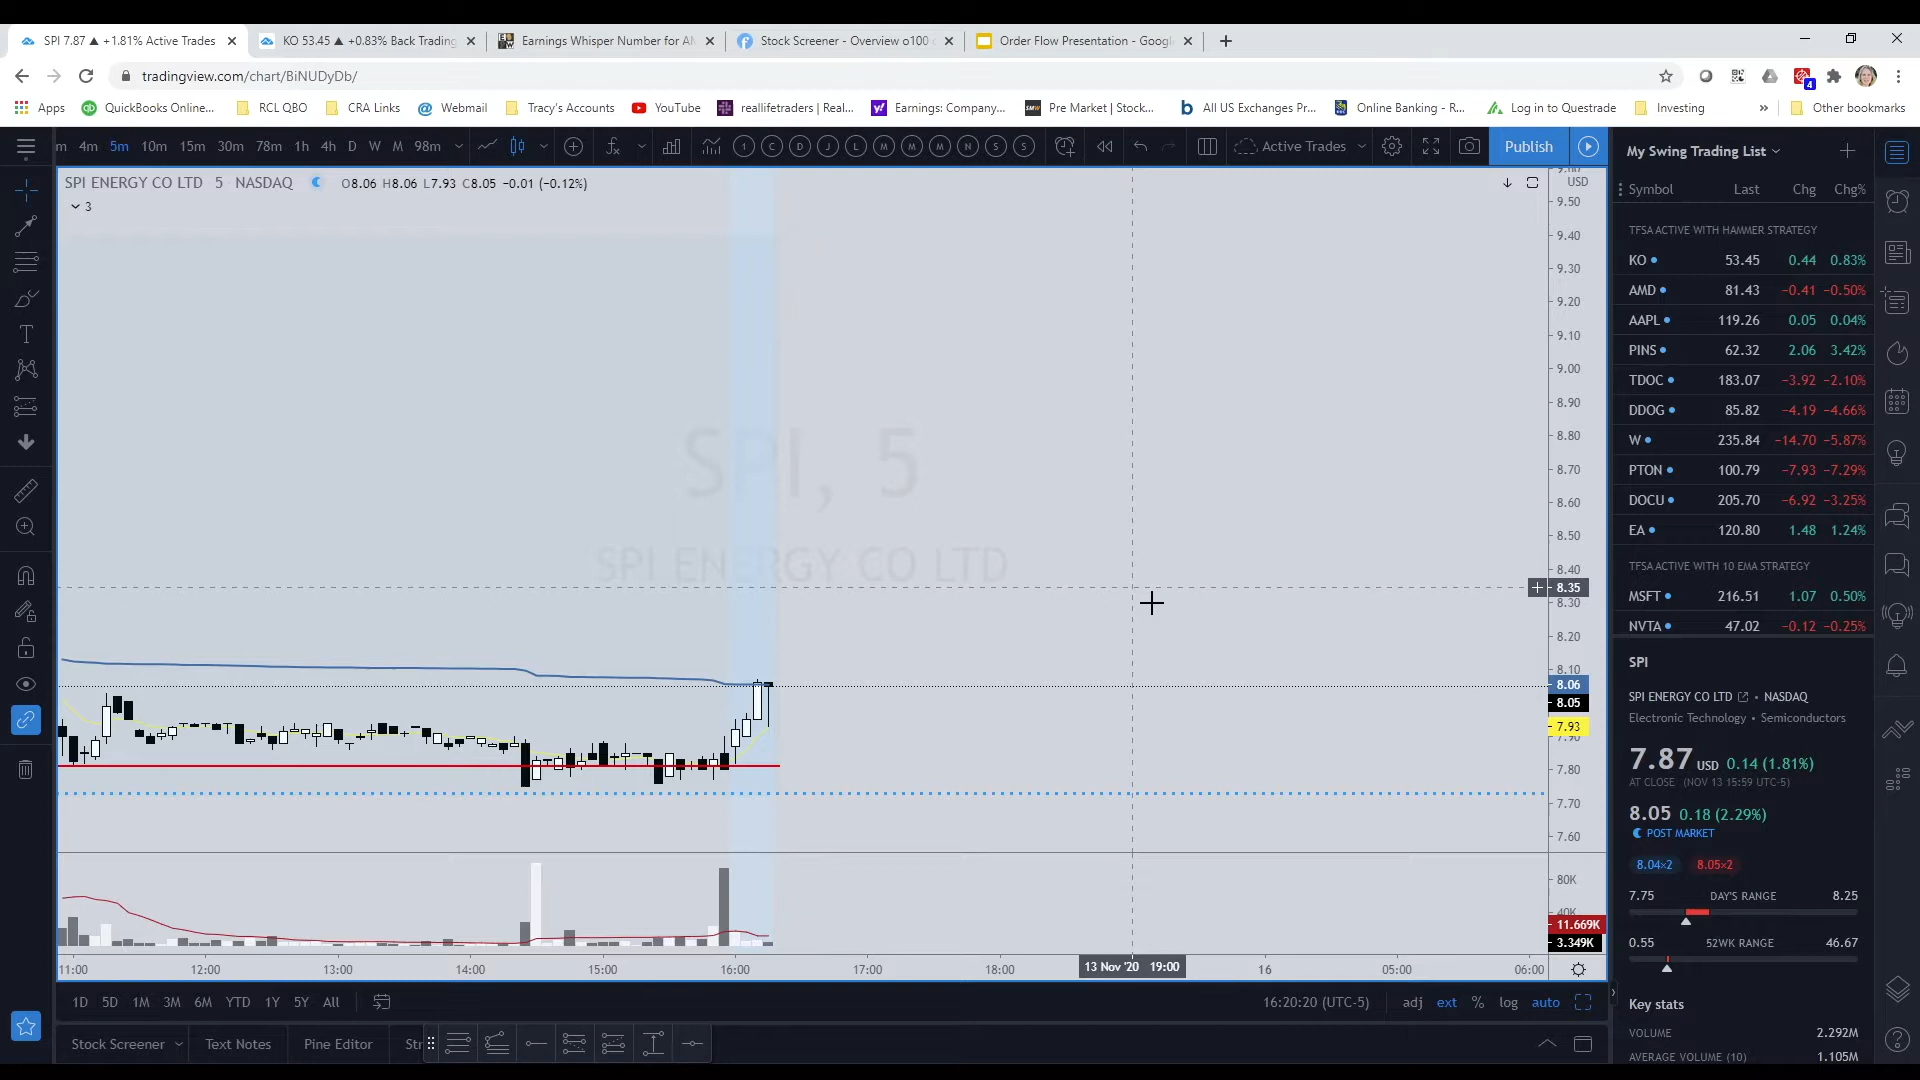 SPI 7.87 ▲ +1.81% Active Trades
KO 53.45 ▲ +0.83% Back Trading
Earnings Whisper Number for AM
Stock Screener - Overview o100
Order Flow Presentation - Google
tradingview.com/chart/BiNUDyDb/
4
Apps QuickBooks Online... RCL QBO CRA Links Webmail Tracy's Accounts YouTube reallifetraders | Real... Earnings: Company... Pre Market | Stock... All US Exchanges Pr... Online Banking - R... Log in to Questrade Investing » Other bookmarks
m 4m 5m 10m 15m 30m 78m 1h 4h D W M 98m
1 C D J L M M M N S S
Active Trades Publish
SPI ENERGY CO LTD 5 NASDAQ O8.06 H8.06 L7.93 C8.05 −0.01 (−0.12%)
3
USD
9.50
9.40
9.30
9.20
9.10
9.00
8.90
8.80
8.70
8.60
8.50
8.40
8.35
8.30
8.20
8.10
8.06
8.05
7.93
7.90
7.80
7.70
7.60
SPI, 5
SPI ENERGY CO LTD
80K
40K
11.669K
3.349K
11:00 12:00 13:00 14:00 15:00 16:00 17:00 18:00 13 Nov '20 19:00 16 05:00 06:00
1D 5D 1M 3M 6M YTD 1Y 5Y All
16:20:20 (UTC-5) adj ext % log auto
Stock Screener Text Notes Pine Editor Str
My Swing Trading List
Symbol Last Chg Chg%
TFSA ACTIVE WITH HAMMER STRATEGY
KO 53.45 0.44 0.83%
AMD 81.43 −0.41 −0.50%
AAPL 119.26 0.05 0.04%
PINS 62.32 2.06 3.42%
TDOC 183.07 −3.92 −2.10%
DDOG 85.82 −4.19 −4.66%
W 235.84 −14.70 −5.87%
PTON 100.79 −7.93 −7.29%
DOCU 205.70 −6.92 −3.25%
EA 120.80 1.48 1.24%
TFSA ACTIVE WITH 10 EMA STRATEGY
MSFT 216.51 1.07 0.50%
NVTA 47.02 −0.12 −0.25%
SPI
SPI ENERGY CO LTD • NASDAQ
Electronic Technology • Semiconductors
7.87 USD 0.14 (1.81%)
AT CLOSE (NOV 13 15:59 UTC-5)
8.05 0.18 (2.29%)
POST MARKET
8.04×2 8.05×2
7.75 DAY'S RANGE 8.25
0.55 52WK RANGE 46.67
Key stats
VOLUME 2.292M
AVERAGE VOLUME (10) 1.105M